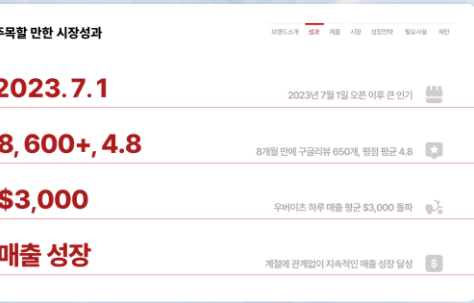 주목할 만한 시장성과
브랜드소개 성과 제품 시장 성장전략 필요시설 제안
2023. 7. 1
2023년 7월 1일 오픈 이후 큰 인기
8, 600+, 4.8
8개월 만에 구글리뷰 650개, 평점 평균 4.8
$3,000
우버이츠 하루 매출 평균 $3,000 돌파
매출 성장
계절에 관계없이 지속적인 매출 성장 달성
$